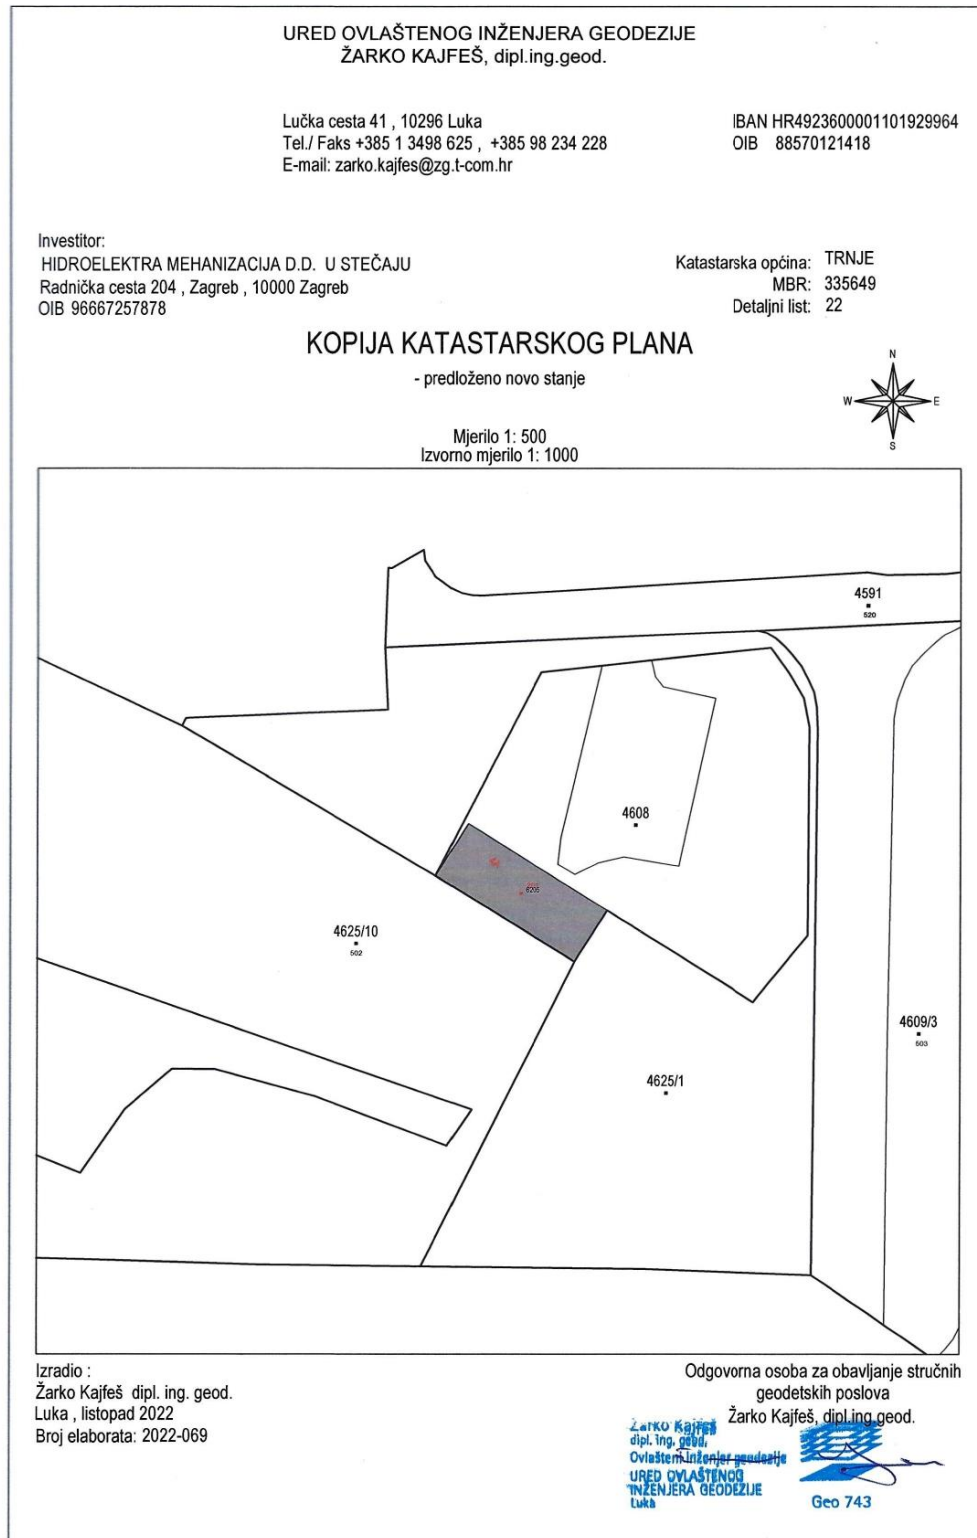 URED OVLAŠTENOG INŽENJERA GEODEZIJE
ŽARKO KAJFEŠ, dipl.ing.geod.
Lučka cesta 41 , 10296 Luka
Tel./ Faks +385 1 3498 625 , +385 98 234 228
E-mail: zarko.kajfes@zg.t-com.hr
IBAN HR4923600001101929964
OIB 88570121418
Investitor:
HIDROELEKTRA MEHANIZACIJA D.D. U STEČAJU
Radnička cesta 204 , Zagreb , 10000 Zagreb
OIB 96667257878
Katastarska općina: TRNJE
MBR: 335649
Detaljni list: 22
KOPIJA KATASTARSKOG PLANA
- predloženo novo stanje
N
W
E
S
Mjerilo 1: 500
Izvorno mjerilo 1: 1000
4591
520
4608
4625/10
502
4609/3
503
4625/1
Izradio :
Žarko Kajfeš dipl. ing. geod.
Luka , listopad 2022
Broj elaborata: 2022-069
Odgovorna osoba za obavljanje stručnih
geodetskih poslova
Žarko Kajfeš, dipl.ing.geod.
Žarko Kajfeš
dipl. ing. geod.
Ovlašteni inženjer geodezije
URED OVLAŠTENOG
INŽENJERA GEODEZIJE
Luka
Geo 743